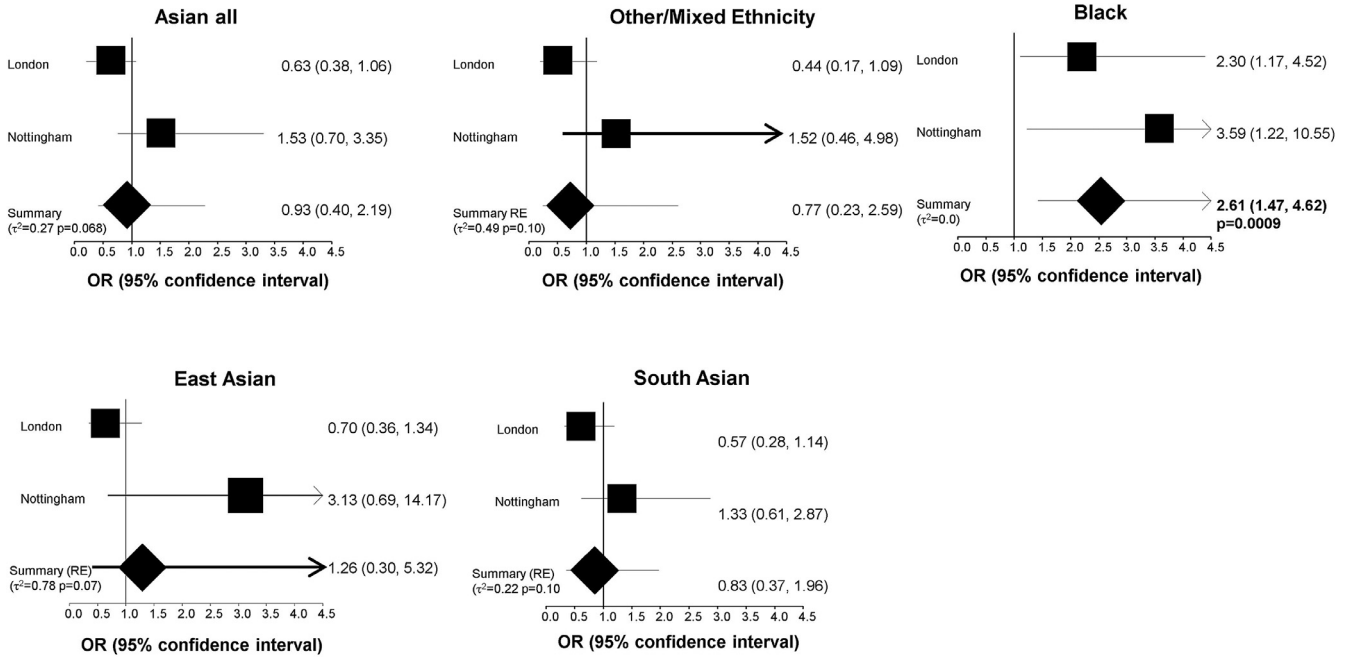 Asian all
London
0.63 (0.38, 1.06)
Nottingham
1.53 (0.70, 3.35)
Summary
(τ²=0.27 p=0.068)
0.93 (0.40, 2.19)
0.0 0.5 1.0 1.5 2.0 2.5 3.0 3.5 4.0 4.5
OR (95% confidence interval)
Other/Mixed Ethnicity
London
0.44 (0.17, 1.09)
Nottingham
1.52 (0.46, 4.98)
Summary RE
(τ²=0.49 p=0.10)
0.77 (0.23, 2.59)
0.0 0.5 1.0 1.5 2.0 2.5 3.0 3.5 4.0 4.5
OR (95% confidence interval)
Black
London
2.30 (1.17, 4.52)
Nottingham
3.59 (1.22, 10.55)
Summary
(τ²=0.0)
2.61 (1.47, 4.62)
p=0.0009
0.0 0.5 1.0 1.5 2.0 2.5 3.0 3.5 4.0 4.5
OR (95% confidence interval)
East Asian
London
0.70 (0.36, 1.34)
Nottingham
3.13 (0.69, 14.17)
Summary (RE)
(τ²=0.78 p=0.07)
1.26 (0.30, 5.32)
0.0 0.5 1.0 1.5 2.0 2.5 3.0 3.5 4.0 4.5
OR (95% confidence interval)
South Asian
London
0.57 (0.28, 1.14)
Nottingham
1.33 (0.61, 2.87)
Summary (RE)
(τ²=0.22 p=0.10
0.83 (0.37, 1.96)
0.0 0.5 1.0 1.5 2.0 2.5 3.0 3.5 4.0 4.5
OR (95% confidence interval)